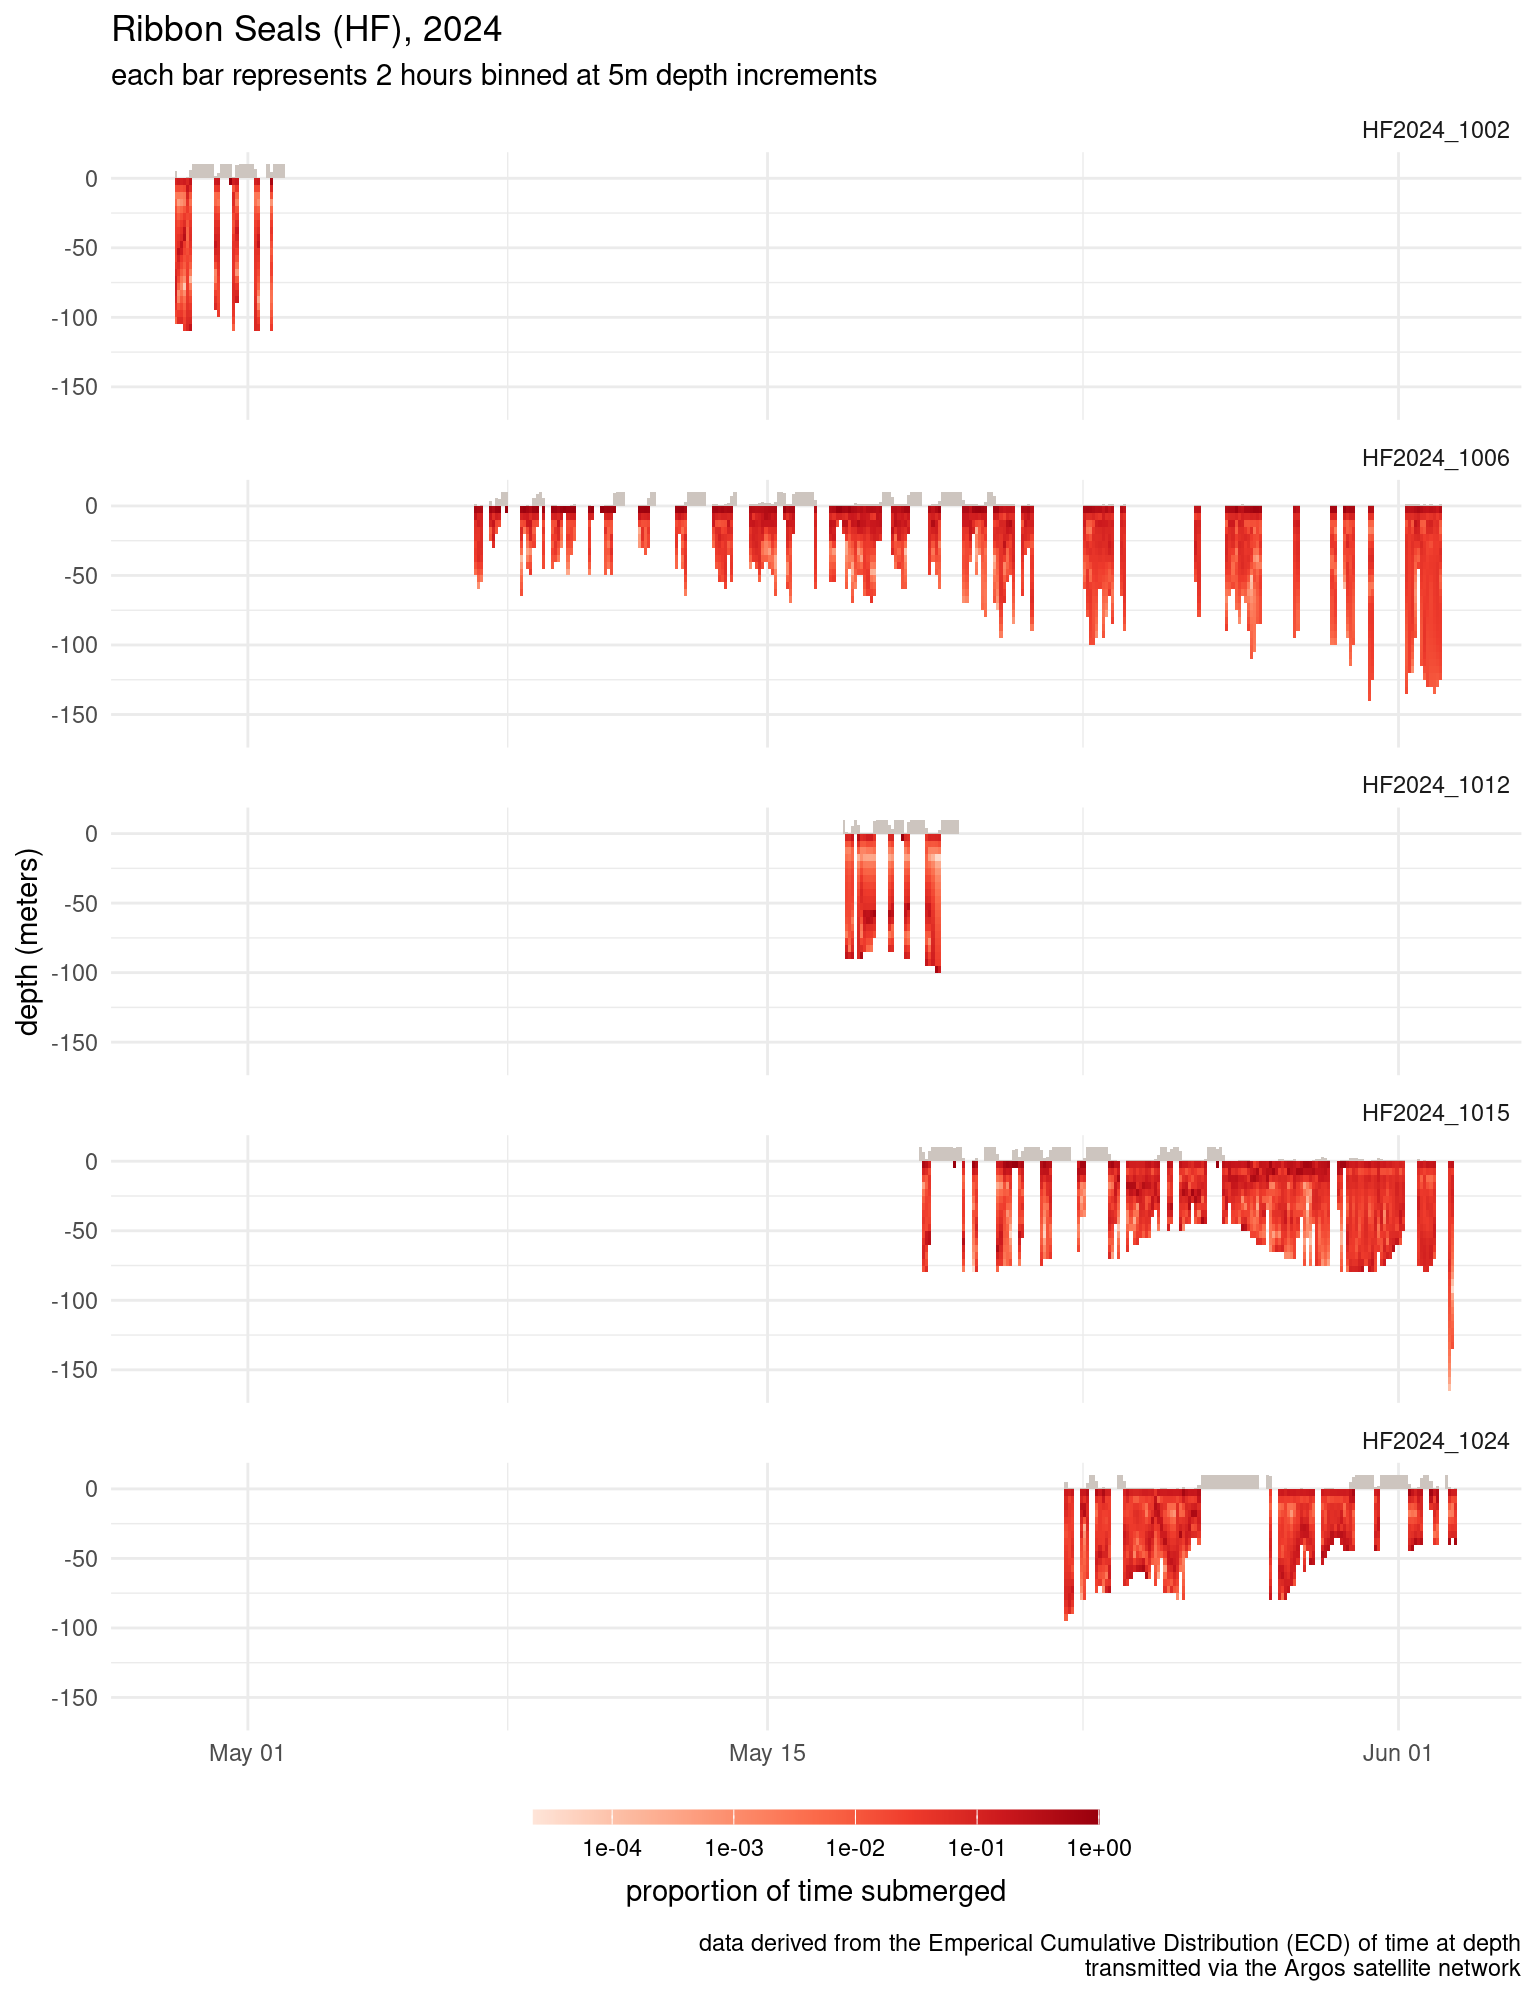 Ribbon Seals (HF), 2024
each bar represents 2 hours binned at 5m depth increments
HF2024_1002
0
-50
-100
-150
HF2024_1006
0
-50
-100
-150
HF2024_1012
0
-50
-100
-150
depth (meters)
HF2024_1015
0
-50
-100
-150
HF2024_1024
0
-50
-100
-150
May 01 May 15 Jun 01
1e-04 1e-03 1e-02 1e-01 1e+00
proportion of time submerged
data derived from the Emperical Cumulative Distribution (ECD) of time at depth
transmitted via the Argos satellite network